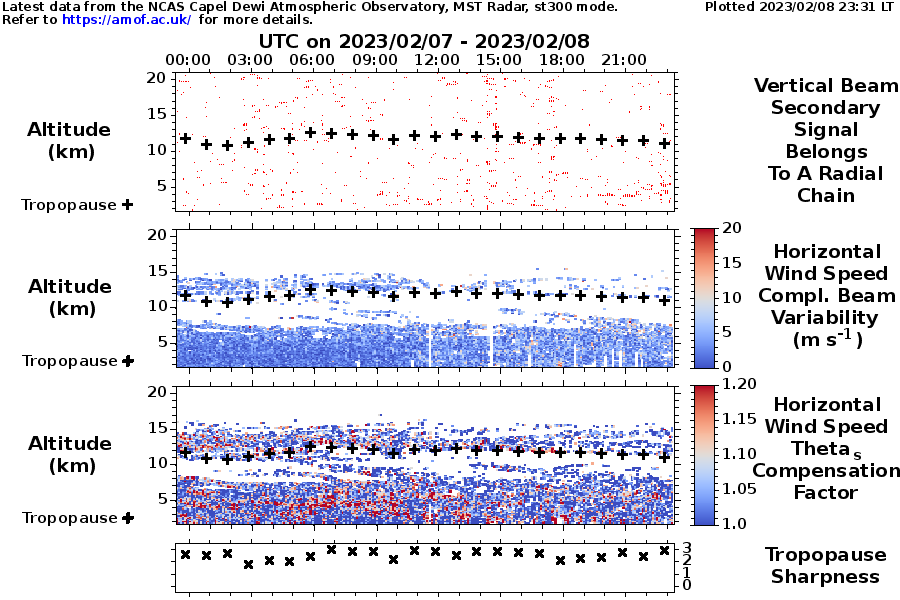 Latest data from the NCAS Capel Dewi Atmospheric Observatory, MST Radar, st300 mode.
Plotted 2023/02/08 23:31 LT
Refer to https://amof.ac.uk/ for more details.
UTC on 2023/02/07 - 2023/02/08
00:00 03:00 06:00 09:00 12:00 15:00 18:00 21:00
20
15
10
5
Altitude
(km)
Tropopause +
Vertical Beam
Secondary
Signal
Belongs
To A Radial
Chain
20
15
10
5
Altitude
(km)
Tropopause +
20
15
10
5
0
Horizontal
Wind Speed
Compl. Beam
Variability
(m s-1)
20
15
10
5
Altitude
(km)
Tropopause +
1.20
1.15
1.10
1.05
1.0
Horizontal
Wind Speed
Theta s
Compensation
Factor
3
2
1
0
Tropopause
Sharpness